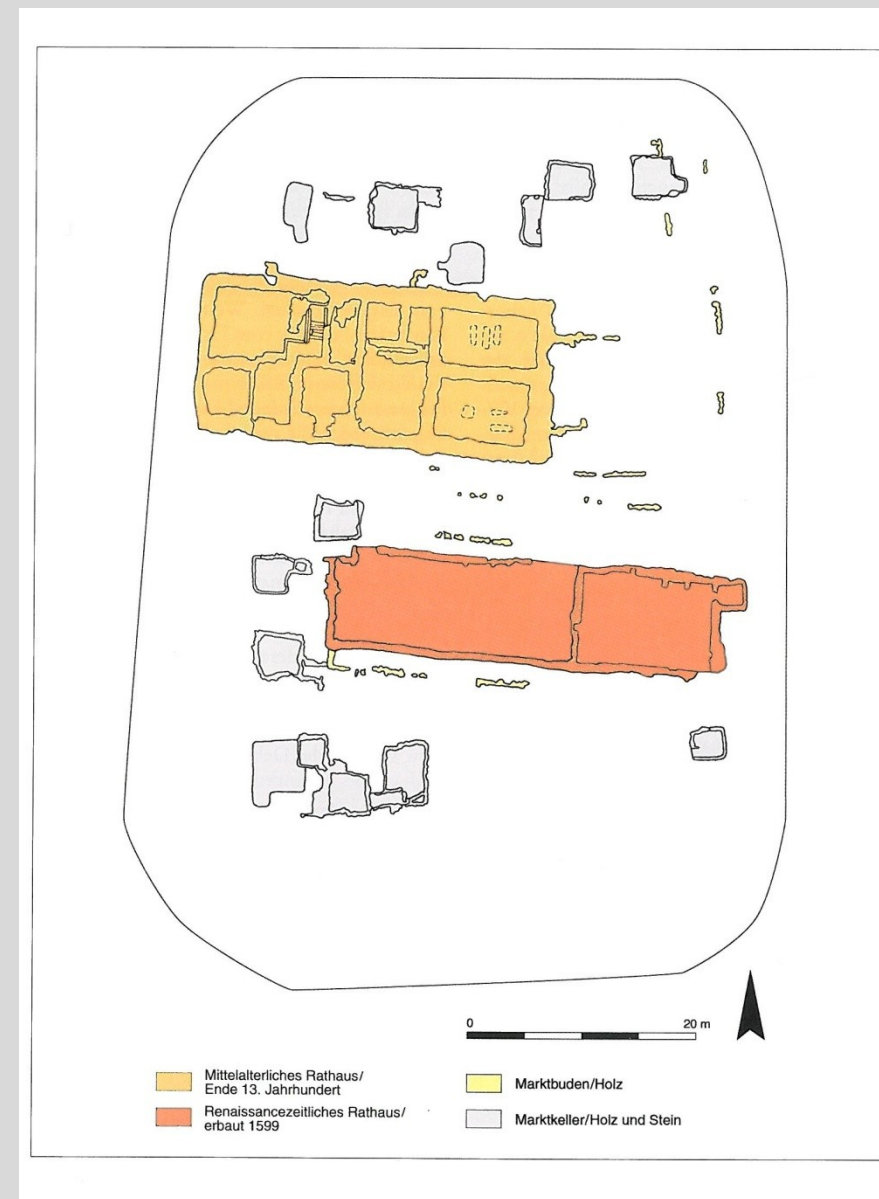 0
20 m
Mittelalterliches Rathaus/
Ende 13. Jahrhundert
Renaissancezeitliches Rathaus/
erbaut 1599
Marktbuden/Holz
Marktkeller/Holz und Stein